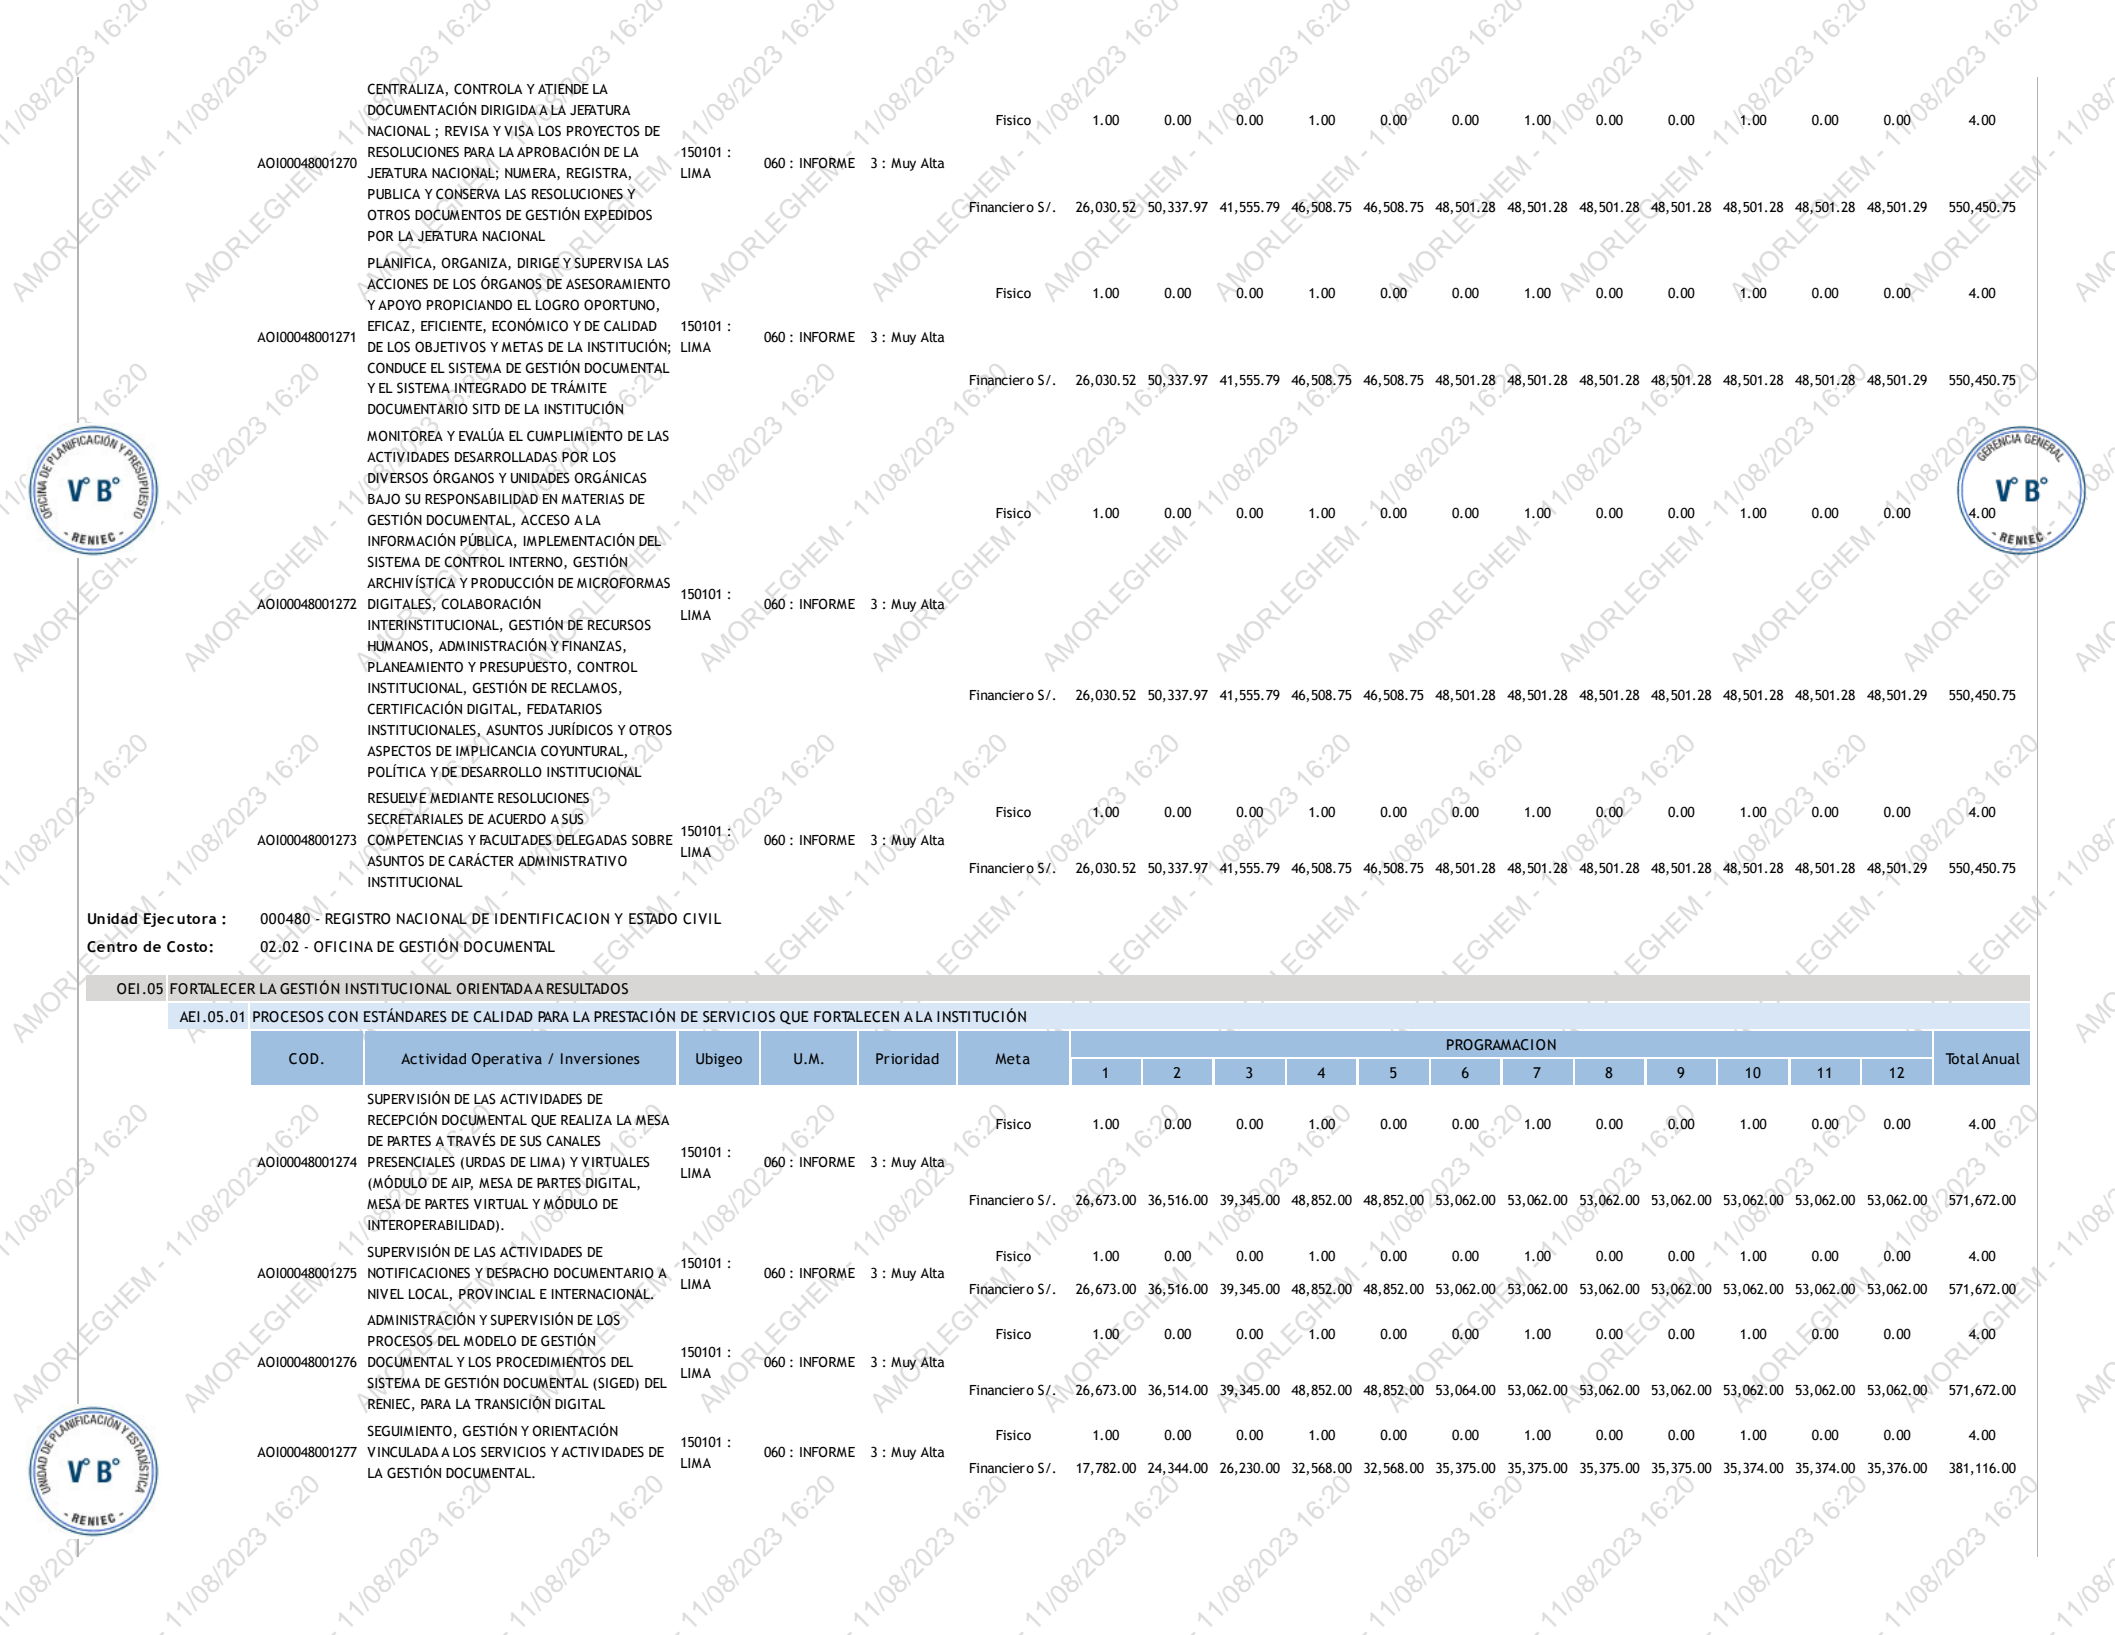 CENTRALIZA, CONTROLA Y ATIENDE LA
DOCUMENTACIÓN DIRIGIDA A LA JEFATURA
NACIONAL ; REVISA Y VISA LOS PROYECTOS DE
RESOLUCIONES PARA LA APROBACIÓN DE LA
JEFATURA NACIONAL; NUMERA, REGISTRA,
PUBLICA Y CONSERVA LAS RESOLUCIONES Y
OTROS DOCUMENTOS DE GESTIÓN EXPEDIDOS
POR LA JEFATURA NACIONAL
AOI00048001270
150101 :
LIMA
060 : INFORME 3 : Muy Alta
Fisico 1.00 0.00 0.00 1.00 0.00 0.00 1.00 0.00 0.00 1.00 0.00 0.00 4.00
Financiero S/. 26,030.52 50,337.97 41,555.79 46,508.75 46,508.75 48,501.28 48,501.28 48,501.28 48,501.28 48,501.28 48,501.28 48,501.29 550,450.75
PLANIFICA, ORGANIZA, DIRIGE Y SUPERVISA LAS
ACCIONES DE LOS ÓRGANOS DE ASESORAMIENTO
Y APOYO PROPICIANDO EL LOGRO OPORTUNO,
EFICAZ, EFICIENTE, ECONÓMICO Y DE CALIDAD
DE LOS OBJETIVOS Y METAS DE LA INSTITUCIÓN;
CONDUCE EL SISTEMA DE GESTIÓN DOCUMENTAL
Y EL SISTEMA INTEGRADO DE TRÁMITE
DOCUMENTARIO SITD DE LA INSTITUCIÓN
AOI00048001271
150101 :
LIMA
060 : INFORME 3 : Muy Alta
Fisico 1.00 0.00 0.00 1.00 0.00 0.00 1.00 0.00 0.00 1.00 0.00 0.00 4.00
Financiero S/. 26,030.52 50,337.97 41,555.79 46,508.75 46,508.75 48,501.28 48,501.28 48,501.28 48,501.28 48,501.28 48,501.28 48,501.29 550,450.75
MONITOREA Y EVALÚA EL CUMPLIMIENTO DE LAS
ACTIVIDADES DESARROLLADAS POR LOS
DIVERSOS ÓRGANOS Y UNIDADES ORGÁNICAS
BAJO SU RESPONSABILIDAD EN MATERIAS DE
GESTIÓN DOCUMENTAL, ACCESO A LA
INFORMACIÓN PÚBLICA, IMPLEMENTACIÓN DEL
SISTEMA DE CONTROL INTERNO, GESTIÓN
ARCHIVÍSTICA Y PRODUCCIÓN DE MICROFORMAS
DIGITALES, COLABORACIÓN
INTERINSTITUCIONAL, GESTIÓN DE RECURSOS
HUMANOS, ADMINISTRACIÓN Y FINANZAS,
PLANEAMIENTO Y PRESUPUESTO, CONTROL
INSTITUCIONAL, GESTIÓN DE RECLAMOS,
CERTIFICACIÓN DIGITAL, FEDATARIOS
INSTITUCIONALES, ASUNTOS JURÍDICOS Y OTROS
ASPECTOS DE IMPLICANCIA COYUNTURAL,
POLÍTICA Y DE DESARROLLO INSTITUCIONAL
AOI00048001272
150101 :
LIMA
060 : INFORME 3 : Muy Alta
Fisico 1.00 0.00 0.00 1.00 0.00 0.00 1.00 0.00 0.00 1.00 0.00 0.00 4.00
Financiero S/. 26,030.52 50,337.97 41,555.79 46,508.75 46,508.75 48,501.28 48,501.28 48,501.28 48,501.28 48,501.28 48,501.28 48,501.29 550,450.75
OFICINA DE PLANIFICACIÓN Y PRESUPUESTO
V° B°
- RENIEC -
GERENCIA GENERAL
V° B°
- RENIEC -
RESUELVE MEDIANTE RESOLUCIONES
SECRETARIALES DE ACUERDO A SUS
COMPETENCIAS Y FACULTADES DELEGADAS SOBRE
ASUNTOS DE CARÁCTER ADMINISTRATIVO
INSTITUCIONAL
AOI00048001273
150101 :
LIMA
060 : INFORME 3 : Muy Alta
Fisico 1.00 0.00 0.00 1.00 0.00 0.00 1.00 0.00 0.00 1.00 0.00 0.00 4.00
Financiero S/. 26,030.52 50,337.97 41,555.79 46,508.75 46,508.75 48,501.28 48,501.28 48,501.28 48,501.28 48,501.28 48,501.28 48,501.29 550,450.75
Unidad Ejecutora : 000480 - REGISTRO NACIONAL DE IDENTIFICACION Y ESTADO CIVIL
Centro de Costo: 02.02 - OFICINA DE GESTIÓN DOCUMENTAL
OEI.05 FORTALECER LA GESTIÓN INSTITUCIONAL ORIENTADA A RESULTADOS
AEI.05.01 PROCESOS CON ESTÁNDARES DE CALIDAD PARA LA PRESTACIÓN DE SERVICIOS QUE FORTALECEN A LA INSTITUCIÓN
COD. Actividad Operativa / Inversiones Ubigeo U.M. Prioridad Meta PROGRAMACION Total Anual
1 2 3 4 5 6 7 8 9 10 11 12
SUPERVISIÓN DE LAS ACTIVIDADES DE
RECEPCIÓN DOCUMENTAL QUE REALIZA LA MESA
DE PARTES A TRAVÉS DE SUS CANALES
PRESENCIALES (URDAS DE LIMA) Y VIRTUALES
(MÓDULO DE AIP, MESA DE PARTES DIGITAL,
MESA DE PARTES VIRTUAL Y MÓDULO DE
INTEROPERABILIDAD).
AOI00048001274
150101 :
LIMA
060 : INFORME 3 : Muy Alta
Fisico 1.00 0.00 0.00 1.00 0.00 0.00 1.00 0.00 0.00 1.00 0.00 0.00 4.00
Financiero S/. 26,673.00 36,516.00 39,345.00 48,852.00 48,852.00 53,062.00 53,062.00 53,062.00 53,062.00 53,062.00 53,062.00 53,062.00 571,672.00
SUPERVISIÓN DE LAS ACTIVIDADES DE
NOTIFICACIONES Y DESPACHO DOCUMENTARIO A
NIVEL LOCAL, PROVINCIAL E INTERNACIONAL.
AOI00048001275
150101 :
LIMA
060 : INFORME 3 : Muy Alta
Fisico 1.00 0.00 0.00 1.00 0.00 0.00 1.00 0.00 0.00 1.00 0.00 0.00 4.00
Financiero S/. 26,673.00 36,516.00 39,345.00 48,852.00 48,852.00 53,062.00 53,062.00 53,062.00 53,062.00 53,062.00 53,062.00 53,062.00 571,672.00
ADMINISTRACIÓN Y SUPERVISIÓN DE LOS
PROCESOS DEL MODELO DE GESTIÓN
DOCUMENTAL Y LOS PROCEDIMIENTOS DEL
SISTEMA DE GESTIÓN DOCUMENTAL (SIGED) DEL
RENIEC, PARA LA TRANSICIÓN DIGITAL
AOI00048001276
150101 :
LIMA
060 : INFORME 3 : Muy Alta
Fisico 1.00 0.00 0.00 1.00 0.00 0.00 1.00 0.00 0.00 1.00 0.00 0.00 4.00
Financiero S/. 26,673.00 36,514.00 39,345.00 48,852.00 48,852.00 53,064.00 53,062.00 53,062.00 53,062.00 53,062.00 53,062.00 53,062.00 571,672.00
SEGUIMIENTO, GESTIÓN Y ORIENTACIÓN
VINCULADA A LOS SERVICIOS Y ACTIVIDADES DE
LA GESTIÓN DOCUMENTAL.
AOI00048001277
150101 :
LIMA
060 : INFORME 3 : Muy Alta
Fisico 1.00 0.00 0.00 1.00 0.00 0.00 1.00 0.00 0.00 1.00 0.00 0.00 4.00
Financiero S/. 17,782.00 24,344.00 26,230.00 32,568.00 32,568.00 35,375.00 35,375.00 35,375.00 35,375.00 35,374.00 35,374.00 35,376.00 381,116.00
UNIDAD DE PLANIFICACIÓN Y ESTADÍSTICA
V° B°
- RENIEC -
AMORLEGHEM - 11/08/2023 16:20